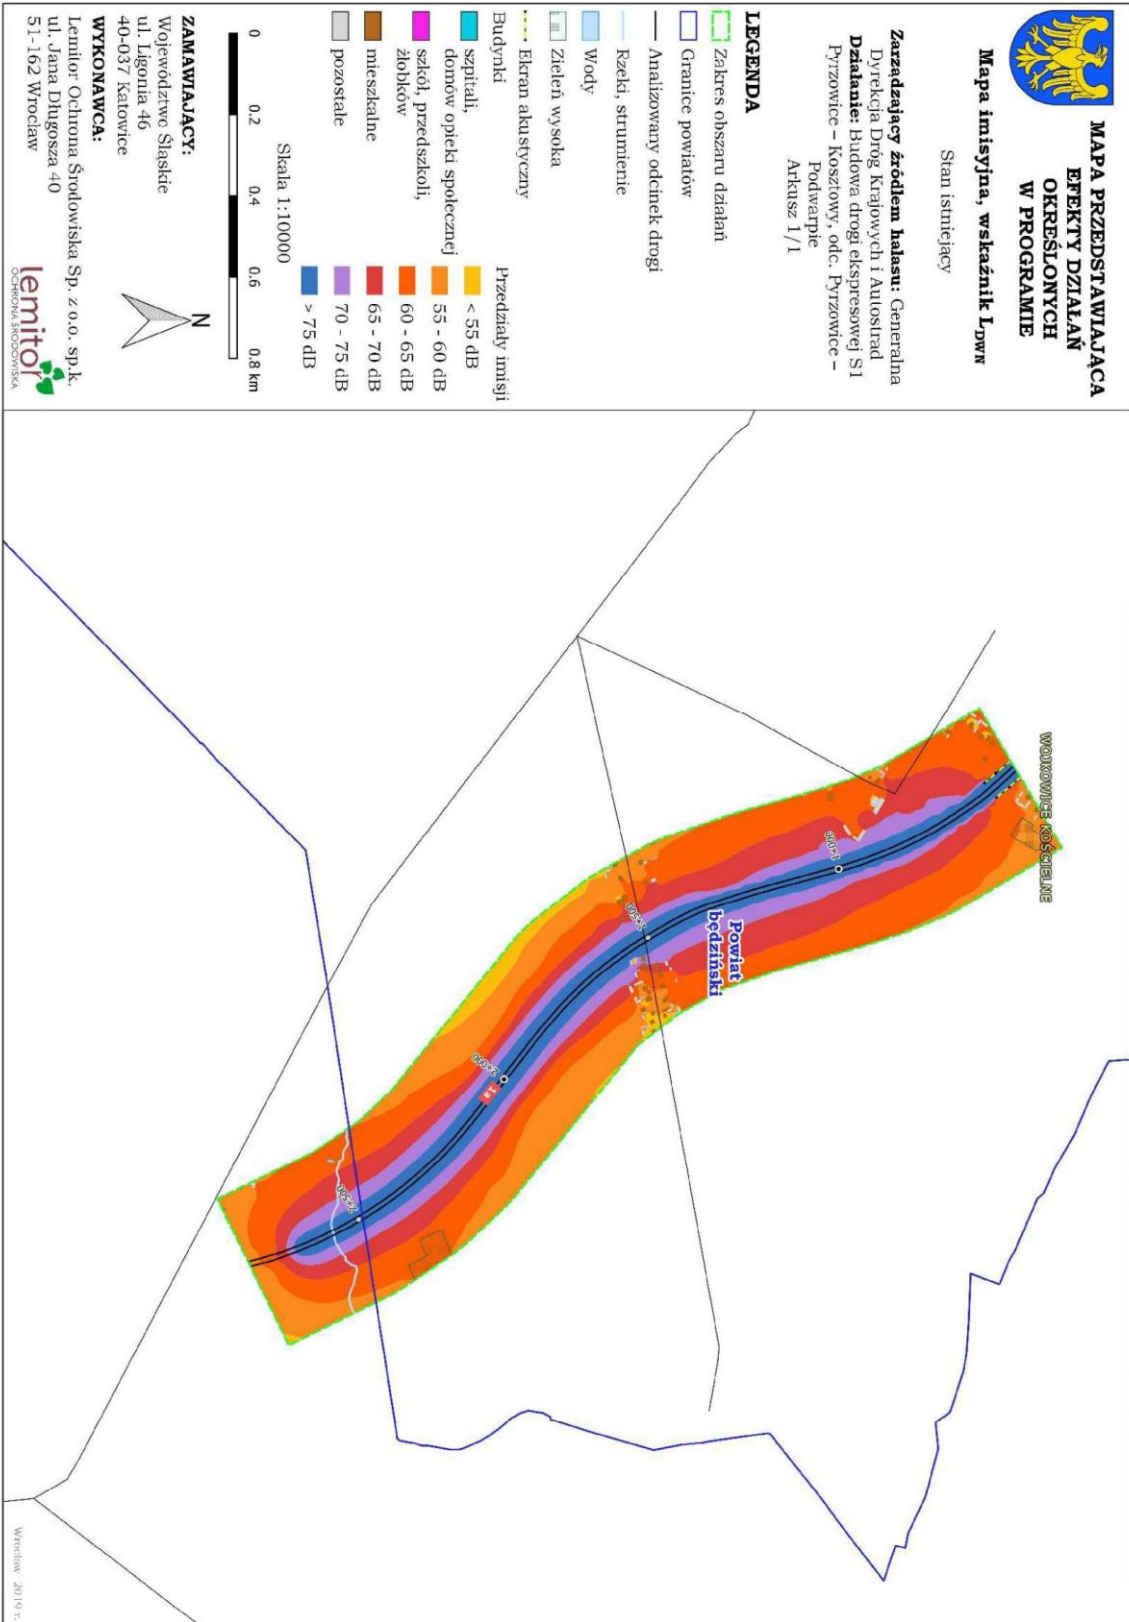 MAPA PRZEDSTAWIAJĄCA
EFEKTY DZIAŁAŃ
OKREŚLONYCH
W PROGRAMIE
Mapa imisyjna, wskaźnik LDWN
Stan istniejący
Zarządzający źródłem hałasu: Generalna
Dyrekcja Dróg Krajowych i Autostrad
Działanie: Budowa drogi ekspresowej S1
Pyrzowice – Kosztowy, odc. Pyrzowice –
Podwarpie
Arkusz 1/1
LEGENDA
Zakres obszaru działań
Granice powiatów
Analizowany odcinek drogi
Rzeki, strumienie
Wody
Zieleń wysoka
Ekran akustyczny
Budynki
szpitali,
domów opieki społecznej
szkół, przedszkoli,
żłobków
mieszkalne
pozostałe
Przedziały imisji
< 55 dB
55 - 60 dB
60 - 65 dB
65 - 70 dB
70 - 75 dB
> 75 dB
Skala 1:10000
0 0.2 0.4 0.6 0.8 km
N
ZAMAWIAJĄCY:
Województwo Śląskie
ul. Ligonia 46
40-037 Katowice
WYKONAWCA:
Lemitor Ochrona Środowiska Sp. z o.o. sp.k.
ul. Jana Długosza 40
51-162 Wrocław
lemitor
OCHRONA ŚRODOWISKA
WOJKOWICE KOŚCIELNE
Powiat
będziński
2+000
2+500
Wrocław 2019 r.